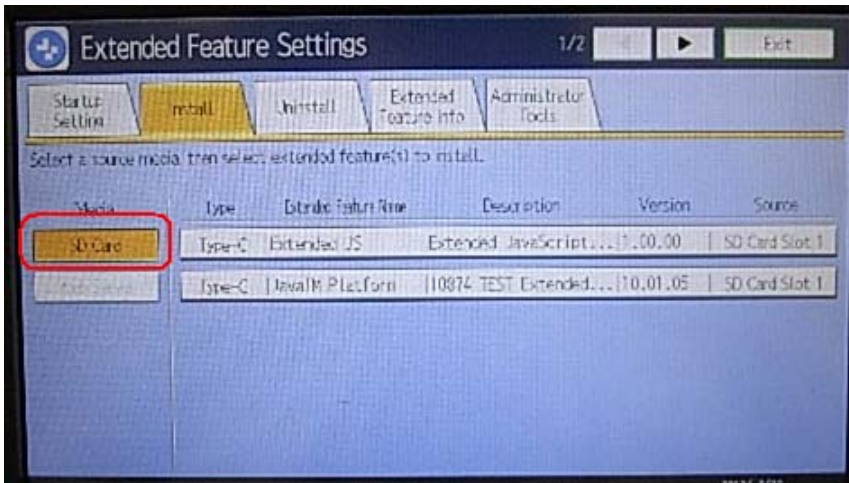 Extended Feature Settings
1/2
Exit
Startup
Setting
Install
Uninstall
Extended
Feature Info
Administrator
Tools
Select a source media, then select extended feature(s) to install.
Media
Type
Extended Feature Name
Description
Version
Source
SD Card
Type-C
Extended JS
Extended JavaScript...
1.00.00
SD Card Slot 1
Type-C
JavaTM Platform
10874 TEST Extended...
10.01.05
SD Card Slot 1